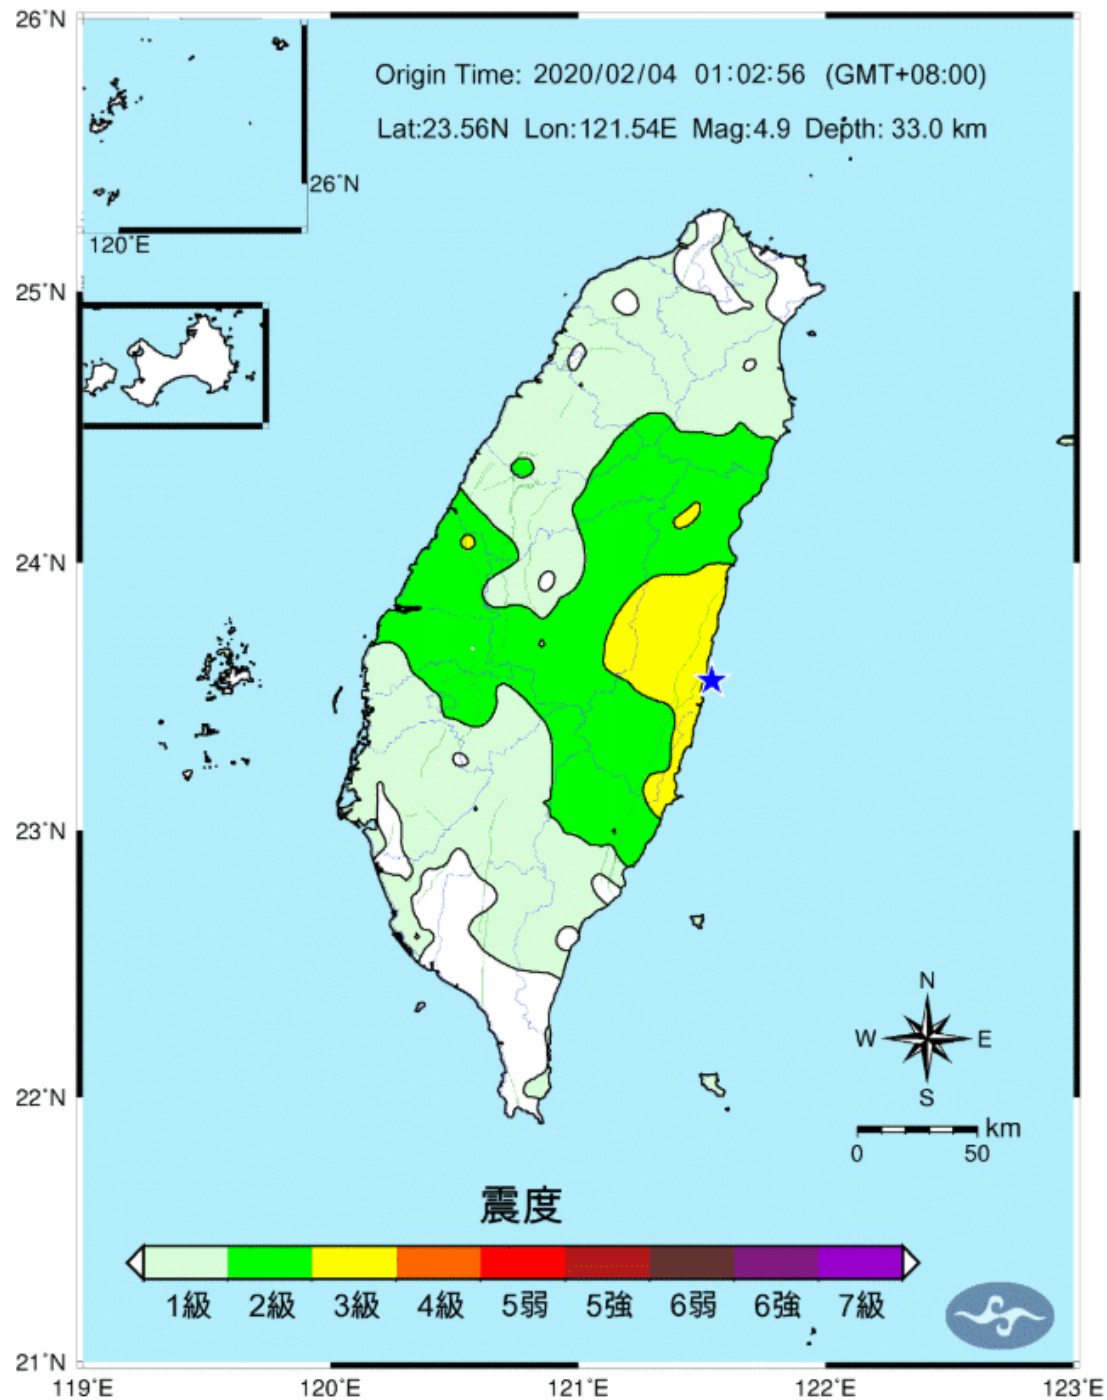 26°N
Origin Time: 2020/02/04 01:02:56 (GMT+08:00)
Lat:23.56N Lon:121.54E Mag:4.9 Depth: 33.0 km
26°N
120°E
25°N
24°N
23°N
22°N
21°N
N
W E
S
km
0 50
震度
1級 2級 3級 4級 5弱 5強 6弱 6強 7級
119°E 120°E 121°E 122°E 123°E